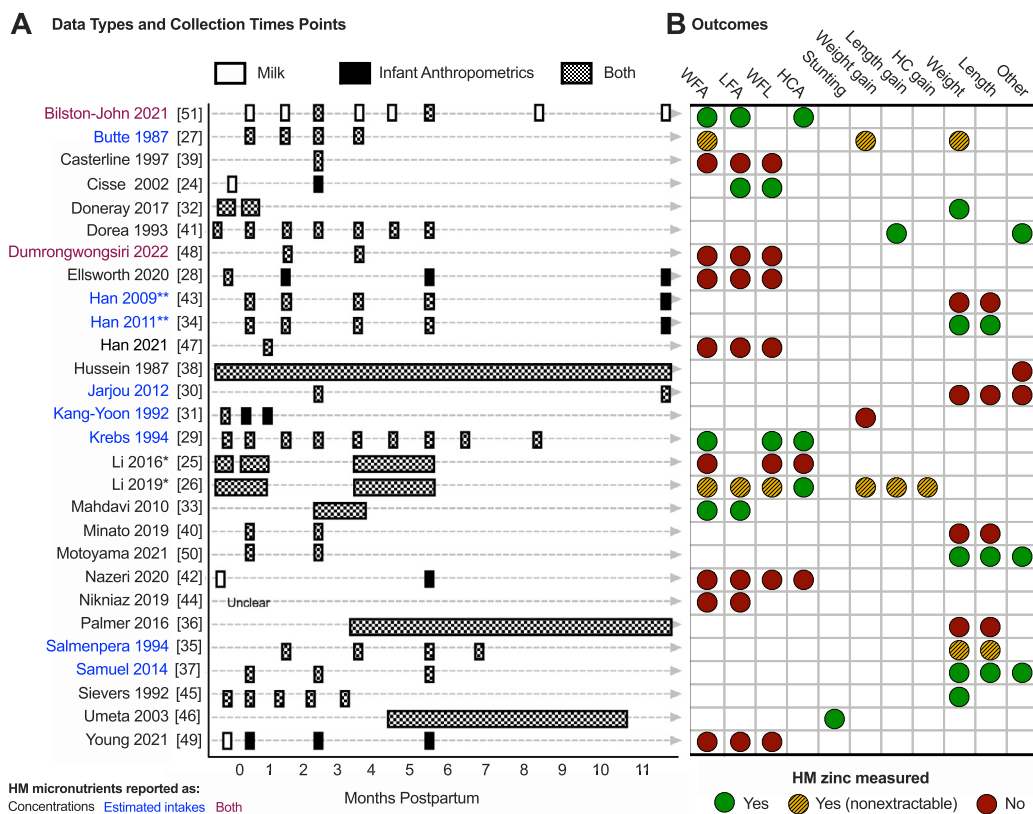 A Data Types and Collection Times Points
Milk Infant Anthropometrics Both
Bilston-John 2021 [51]
Butte 1987 [27]
Casterline 1997 [39]
Cisse 2002 [24]
Doneray 2017 [32]
Dorea 1993 [41]
Dumrongwongsiri 2022 [48]
Ellsworth 2020 [28]
Han 2009** [43]
Han 2011** [34]
Han 2021 [47]
Hussein 1987 [38]
Jarjou 2012 [30]
Kang-Yoon 1992 [31]
Krebs 1994 [29]
Li 2016* [25]
Li 2019* [26]
Mahdavi 2010 [33]
Minato 2019 [40]
Motoyama 2021 [50]
Nazeri 2020 [42]
Nikniaz 2019 [44] Unclear
Palmer 2016 [36]
Salmenpera 1994 [35]
Samuel 2014 [37]
Sievers 1992 [45]
Umeta 2003 [46]
Young 2021 [49]
0 1 2 3 4 5 6 7 8 9 10 11
Months Postpartum
HM micronutrients reported as:
Concentrations Estimated intakes Both
B Outcomes
WFA
LFA
WFL
HCA
Stunting
Weight gain
Length gain
HC gain
Weight
Length
Other
HM zinc measured
Yes Yes (nonextractable) No